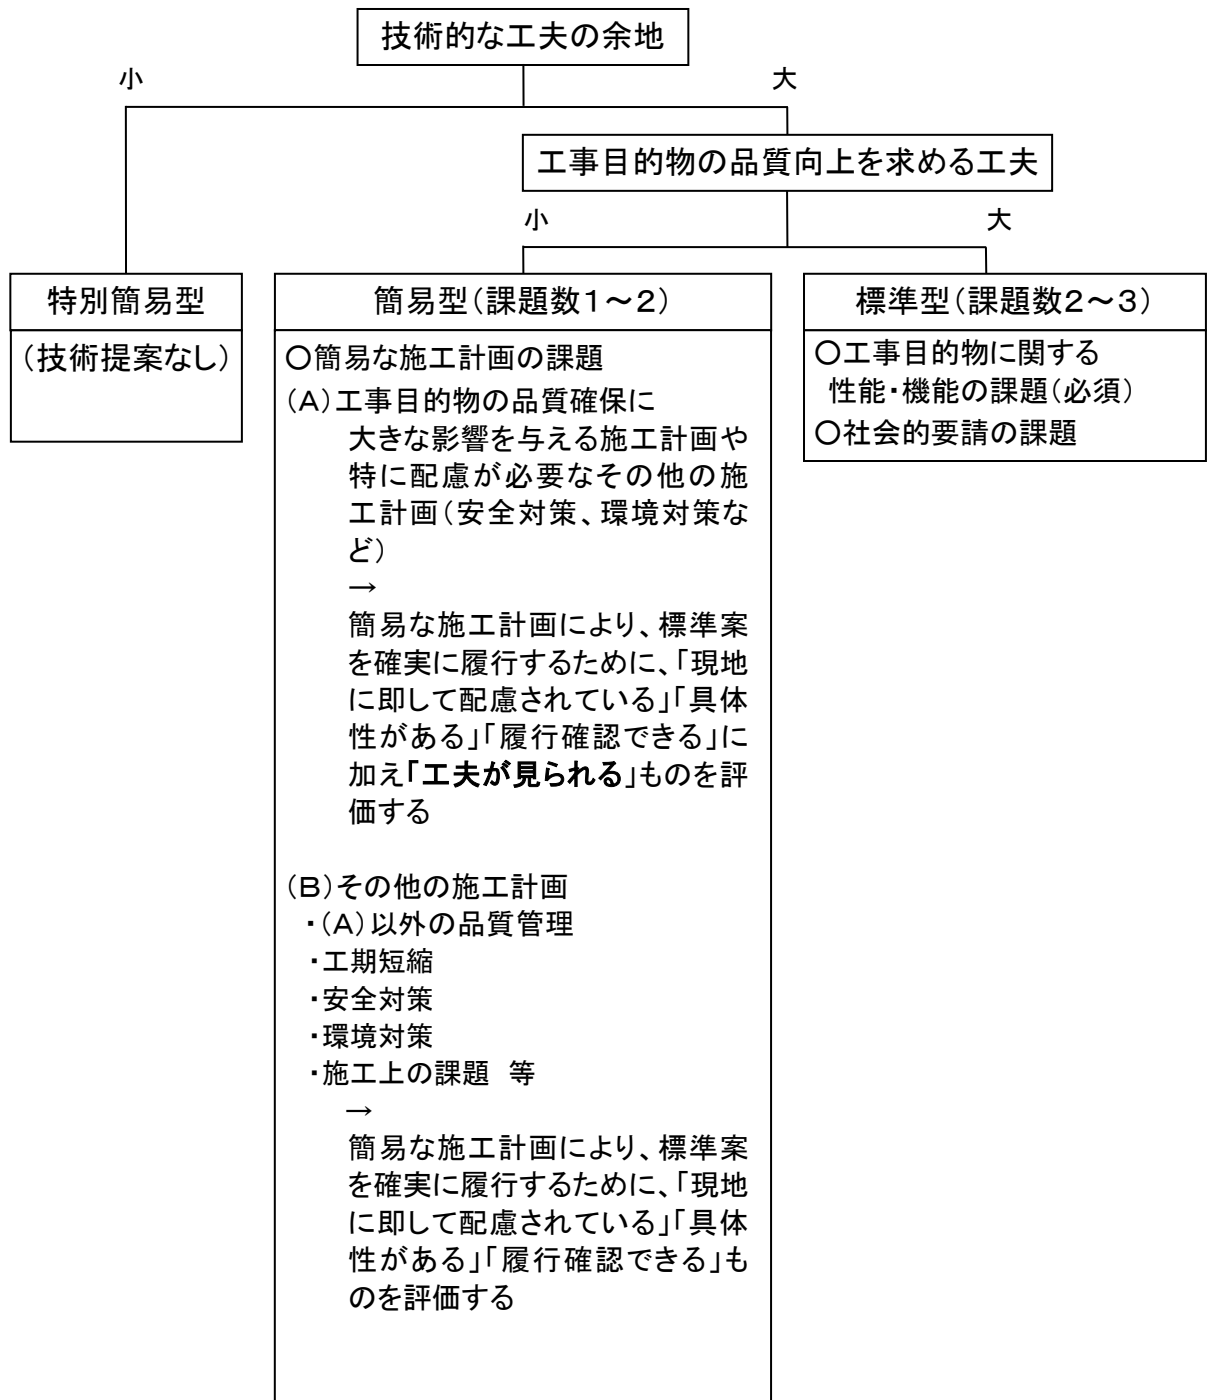 技術的な工夫の余地
小
大
工事目的物の品質向上を求める工夫
小
大
特別簡易型
(技術提案なし)
簡易型(課題数1~2)
○簡易な施工計画の課題
(A)工事目的物の品質確保に
大きな影響を与える施工計画や
特に配慮が必要なその他の施
工計画(安全対策、環境対策な
ど)
→
簡易な施工計画により、標準案
を確実に履行するために、「現地
に即して配慮されている」「具体
性がある」「履行確認できる」に
加え「工夫が見られる」ものを評
価する
(B)その他の施工計画
・(A)以外の品質管理
・工期短縮
・安全対策
・環境対策
・施工上の課題 等
→
簡易な施工計画により、標準案
を確実に履行するために、「現地
に即して配慮されている」「具体
性がある」「履行確認できる」も
のを評価する
標準型(課題数2~3)
○工事目的物に関する
性能・機能の課題(必須)
○社会的要請の課題